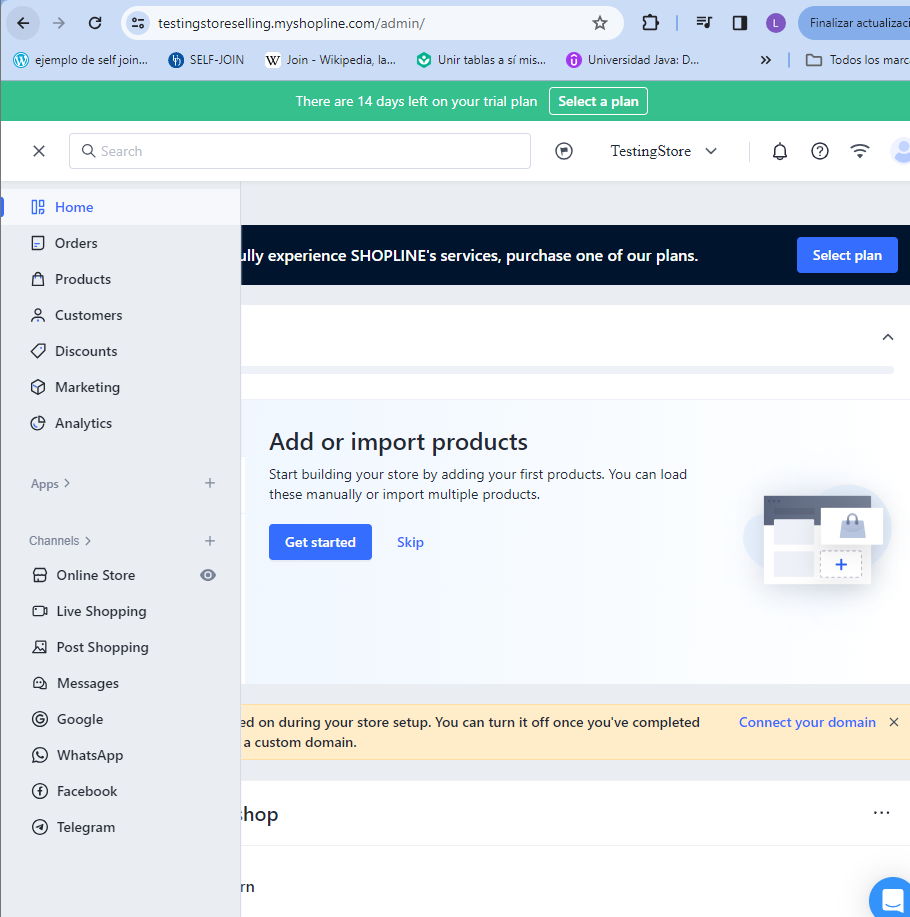 testingstoreselling.myshopline.com/admin/
L
Finalizar actualizaci
ejemplo de self join...
SELF-JOIN
Join - Wikipedia, la...
Unir tablas a sí mis...
Universidad Java: D...
Todos los marca
There are 14 days left on your trial plan
Select a plan
Search
TestingStore
Home
Orders
ully experience SHOPLINE's services, purchase one of our plans.
Select plan
Products
Customers
Discounts
Marketing
Analytics
Apps
Channels
Online Store
Live Shopping
Post Shopping
Messages
Google
WhatsApp
Facebook
Telegram
Add or import products
Start building your store by adding your first products. You can load
these manually or import multiple products.
Get started
Skip
ed on during your store setup. You can turn it off once you've completed
a custom domain.
Connect your domain
shop
rn